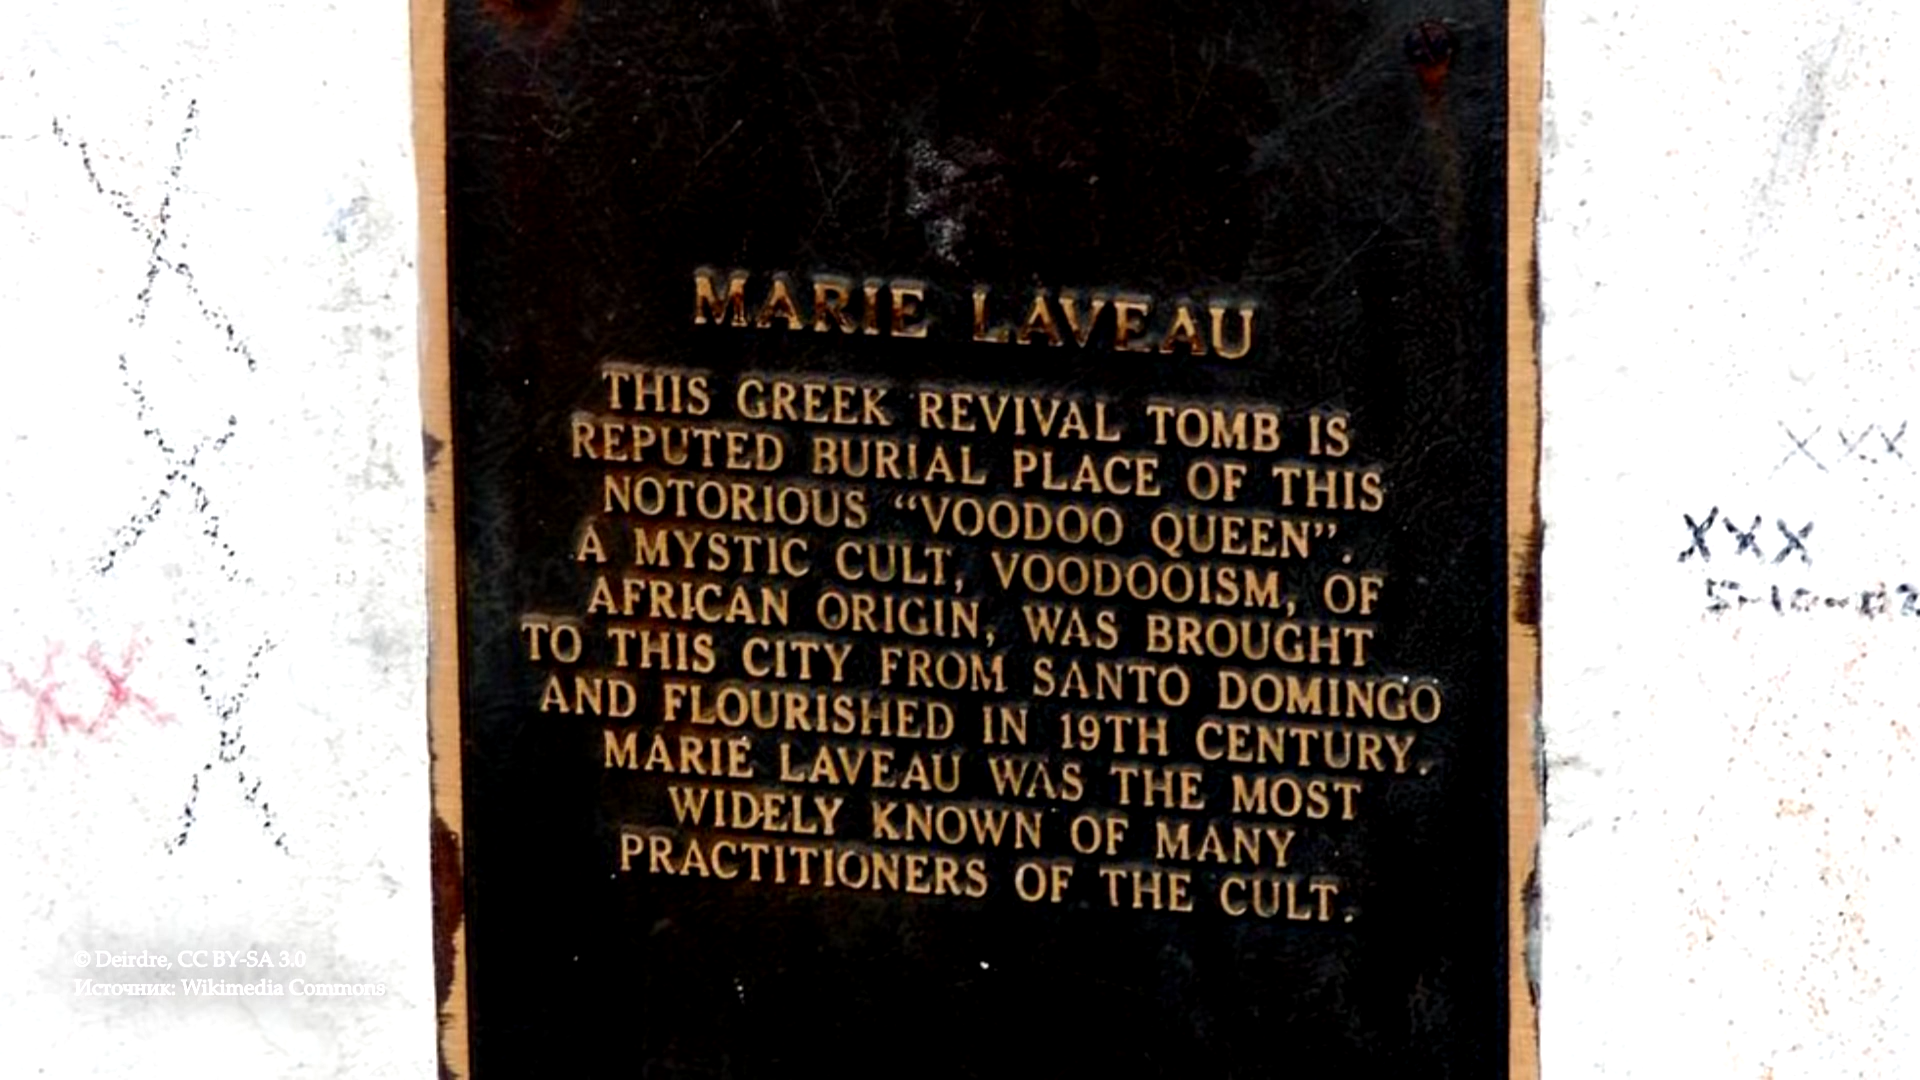 MARIE LAVEAU
THIS GREEK REVIVAL TOMB IS
REPUTED BURIAL PLACE OF THIS
NOTORIOUS “VOODOO QUEEN”.
A MYSTIC CULT, VOODOOISM, OF
AFRICAN ORIGIN, WAS BROUGHT
TO THIS CITY FROM SANTO DOMINGO
AND FLOURISHED IN 19TH CENTURY.
MARIE LAVEAU WAS THE MOST
WIDELY KNOWN OF MANY
PRACTITIONERS OF THE CULT.
X
X
X
XX
XXX
XXX
© Deirdre, CC BY-SA 3.0
Источник: Wikimedia Commons